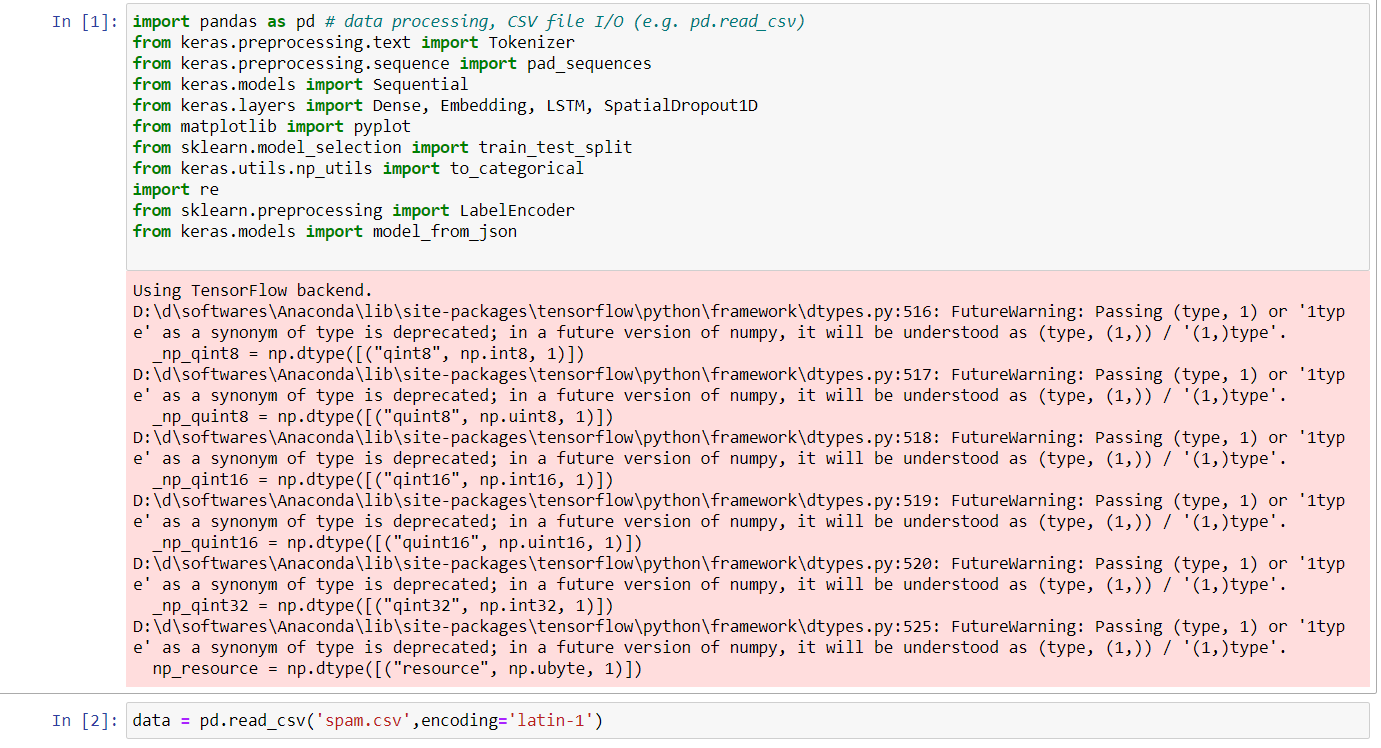 In [1]: import pandas as pd # data processing, CSV file I/O (e.g. pd.read_csv)
from keras.preprocessing.text import Tokenizer
from keras.preprocessing.sequence import pad_sequences
from keras.models import Sequential
from keras.layers import Dense, Embedding, LSTM, SpatialDropout1D
from matplotlib import pyplot
from sklearn.model_selection import train_test_split
from keras.utils.np_utils import to_categorical
import re
from sklearn.preprocessing import LabelEncoder
from keras.models import model_from_json
Using TensorFlow backend.
D:\d\softwares\Anaconda\lib\site-packages\tensorflow\python\framework\dtypes.py:516: FutureWarning: Passing (type, 1) or '1typ
e' as a synonym of type is deprecated; in a future version of numpy, it will be understood as (type, (1,)) / '(1,)type'.
  _np_qint8 = np.dtype([("qint8", np.int8, 1)])
D:\d\softwares\Anaconda\lib\site-packages\tensorflow\python\framework\dtypes.py:517: FutureWarning: Passing (type, 1) or '1typ
e' as a synonym of type is deprecated; in a future version of numpy, it will be understood as (type, (1,)) / '(1,)type'.
  _np_quint8 = np.dtype([("quint8", np.uint8, 1)])
D:\d\softwares\Anaconda\lib\site-packages\tensorflow\python\framework\dtypes.py:518: FutureWarning: Passing (type, 1) or '1typ
e' as a synonym of type is deprecated; in a future version of numpy, it will be understood as (type, (1,)) / '(1,)type'.
  _np_qint16 = np.dtype([("qint16", np.int16, 1)])
D:\d\softwares\Anaconda\lib\site-packages\tensorflow\python\framework\dtypes.py:519: FutureWarning: Passing (type, 1) or '1typ
e' as a synonym of type is deprecated; in a future version of numpy, it will be understood as (type, (1,)) / '(1,)type'.
  _np_quint16 = np.dtype([("quint16", np.uint16, 1)])
D:\d\softwares\Anaconda\lib\site-packages\tensorflow\python\framework\dtypes.py:520: FutureWarning: Passing (type, 1) or '1typ
e' as a synonym of type is deprecated; in a future version of numpy, it will be understood as (type, (1,)) / '(1,)type'.
  _np_qint32 = np.dtype([("qint32", np.int32, 1)])
D:\d\softwares\Anaconda\lib\site-packages\tensorflow\python\framework\dtypes.py:525: FutureWarning: Passing (type, 1) or '1typ
e' as a synonym of type is deprecated; in a future version of numpy, it will be understood as (type, (1,)) / '(1,)type'.
  np_resource = np.dtype([("resource", np.ubyte, 1)])
In [2]: data = pd.read_csv('spam.csv',encoding='latin-1')